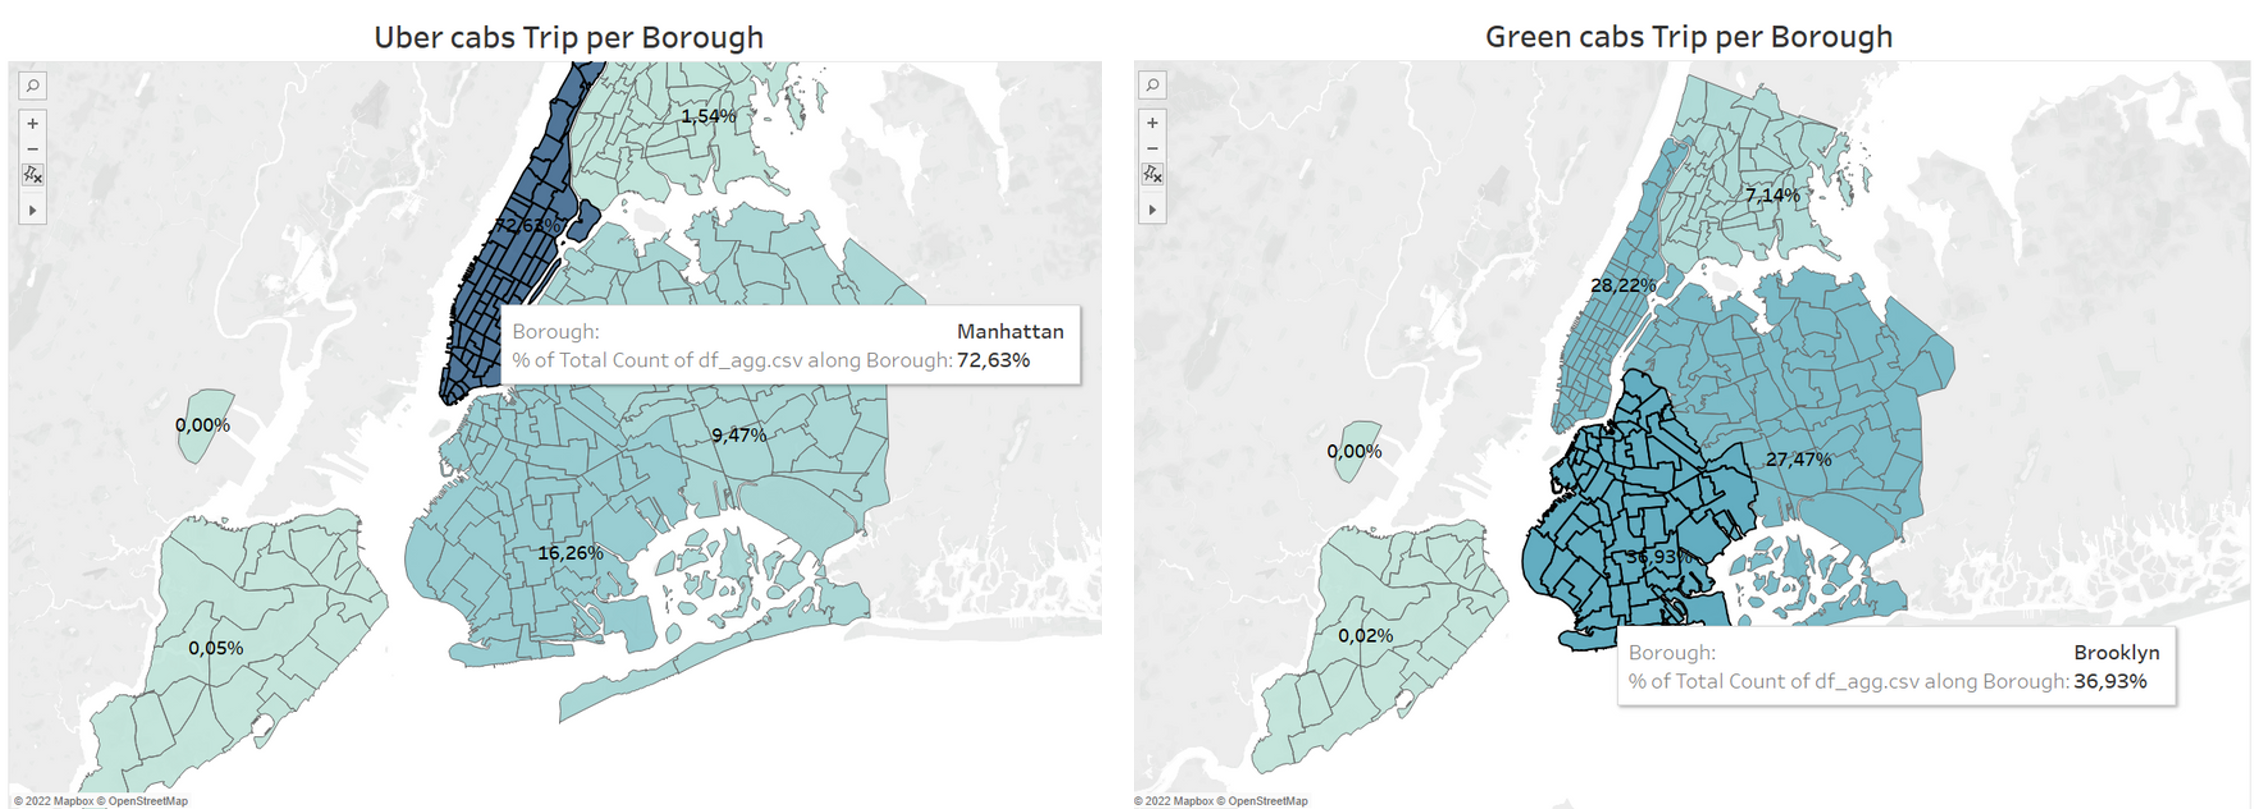 Uber cabs Trip per Borough
1,54%
72,63%
Borough: Manhattan
% of Total Count of df_agg.csv along Borough: 72,63%
0,00%
9,47%
16,26%
0,05%
© 2022 Mapbox © OpenStreetMap
Green cabs Trip per Borough
7,14%
28,22%
0,00%
27,47%
36,93%
0,02%
Borough: Brooklyn
% of Total Count of df_agg.csv along Borough: 36,93%
© 2022 Mapbox © OpenStreetMap